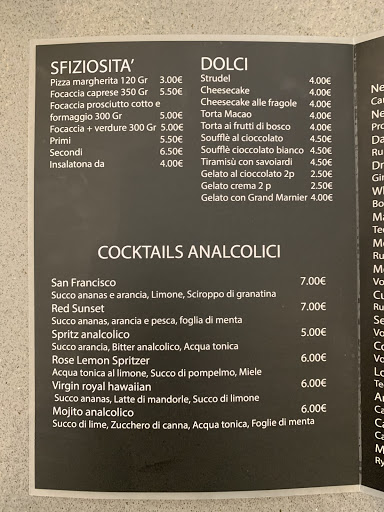 SFIZIOSITA'
Pizza margherita 120 Gr 3.00€
Focaccia caprese 350 Gr 5.50€
Focaccia prosciutto cotto e
formaggio 300 Gr 5.00€
Focaccia + verdure 300 Gr 5.00€
Primi 5.50€
Secondi 6.50€
Insalatona da 4.00€
DOLCI
Strudel 4.00€
Cheesecake 4.00€
Cheesecake alle fragole 4.00€
Torta Macao 4.00€
Torta ai frutti di bosco 4.00€
Soufflè al cioccolato 4.50€
Soufflè cioccolato bianco 4.50€
Tiramisù con savoiardi 4.50€
Gelato al cioccolato 2p 2.50€
Gelato crema 2 p 2.50€
Gelato con Grand Marnier 4.00€
COCKTAILS ANALCOLICI
San Francisco 7.00€
Succo ananas e arancia, Limone, Sciroppo di granatina
Red Sunset 7.00€
Succo ananas, arancia e pesca, foglia di menta
Spritz analcolico 5.00€
Succo arancia, Bitter analcolico, Acqua tonica
Rose Lemon Spritzer 6.00€
Acqua tonica al limone, Succo di pompelmo, Miele
Virgin royal hawaiian 6.00€
Succo ananas, Latte di mandorle, Succo di limone
Mojito analcolico 6.00€
Succo di lime, Zucchero di canna, Acqua tonica, Foglie di menta